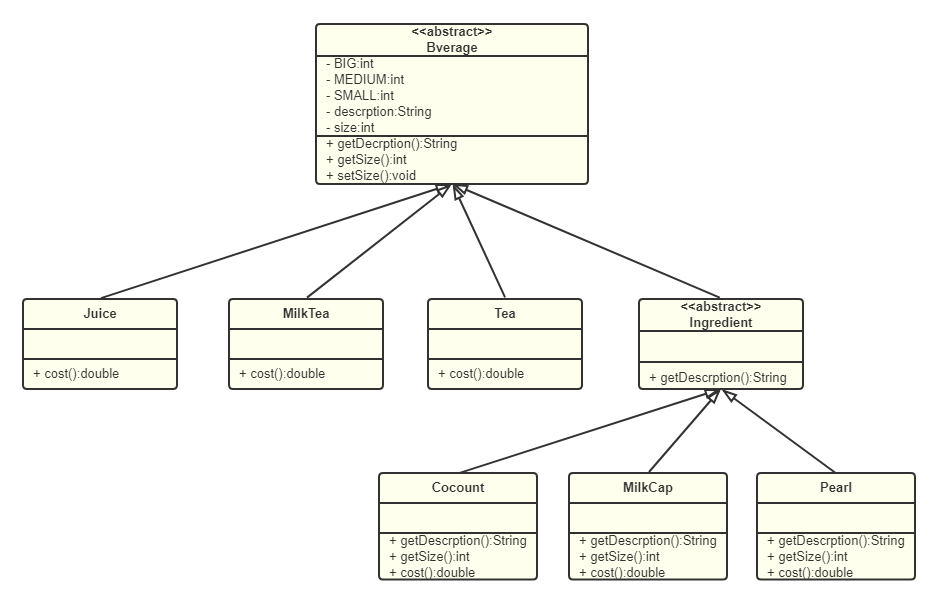 <<abstract>>
Bverage
- BIG:int
- MEDIUM:int
- SMALL:int
- descrption:String
- size:int
+ getDecrption():String
+ getSize():int
+ setSize():void
Juice
+ cost():double
MilkTea
+ cost():double
Tea
+ cost():double
<<abstract>>
Ingredient
+ getDescrption():String
Cocount
+ getDescrption():String
+ getSize():int
+ cost():double
MilkCap
+ getDescrption():String
+ getSize():int
+ cost():double
Pearl
+ getDescrption():String
+ getSize():int
+ cost():double